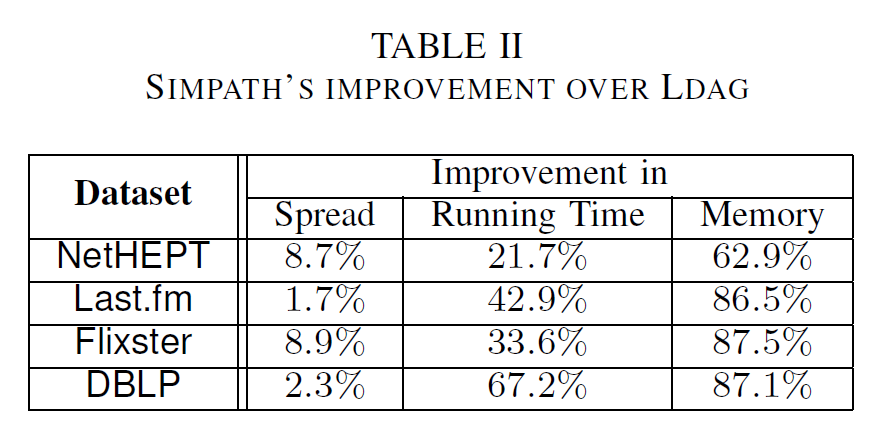 TABLE II
SIMPATH'S IMPROVEMENT OVER LDAG
Dataset
Improvement in
Spread Running Time Memory
NetHEPT 8.7% 21.7% 62.9%
Last.fm 1.7% 42.9% 86.5%
Flixster 8.9% 33.6% 87.5%
DBLP 2.3% 67.2% 87.1%